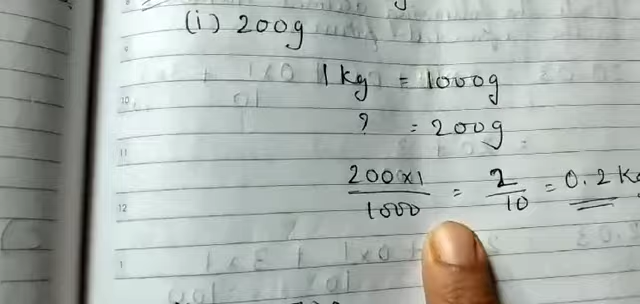 (i) 200g
1kg = 1000g
? = 200g
200×1/1000 = 2/10 = 0.2 Kg